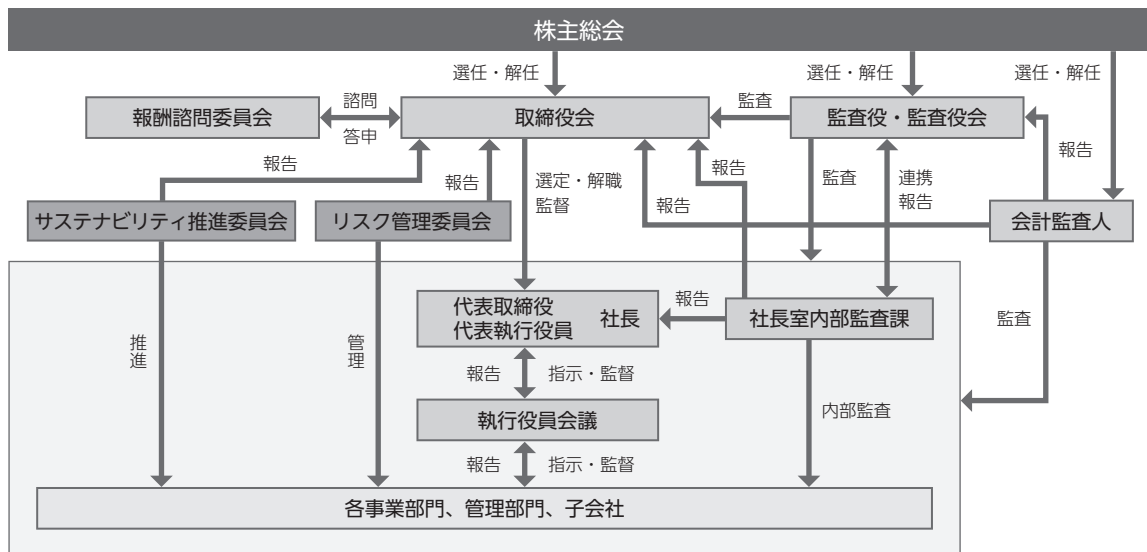 株主総会
選任・解任
選任・解任
選任・解任
報酬諮問委員会
諮問
答申
取締役会
監査
監査役・監査役会
報告
報告
選定・解職
監督
報告
監査
連携
報告
報告
報告
サステナビリティ推進委員会
リスク管理委員会
会計監査人
代表取締役
代表執行役員
社長
報告
社長室内部監査課
監査
推進
管理
報告
指示・監督
執行役員会議
内部監査
報告
指示・監督
各事業部門、管理部門、子会社